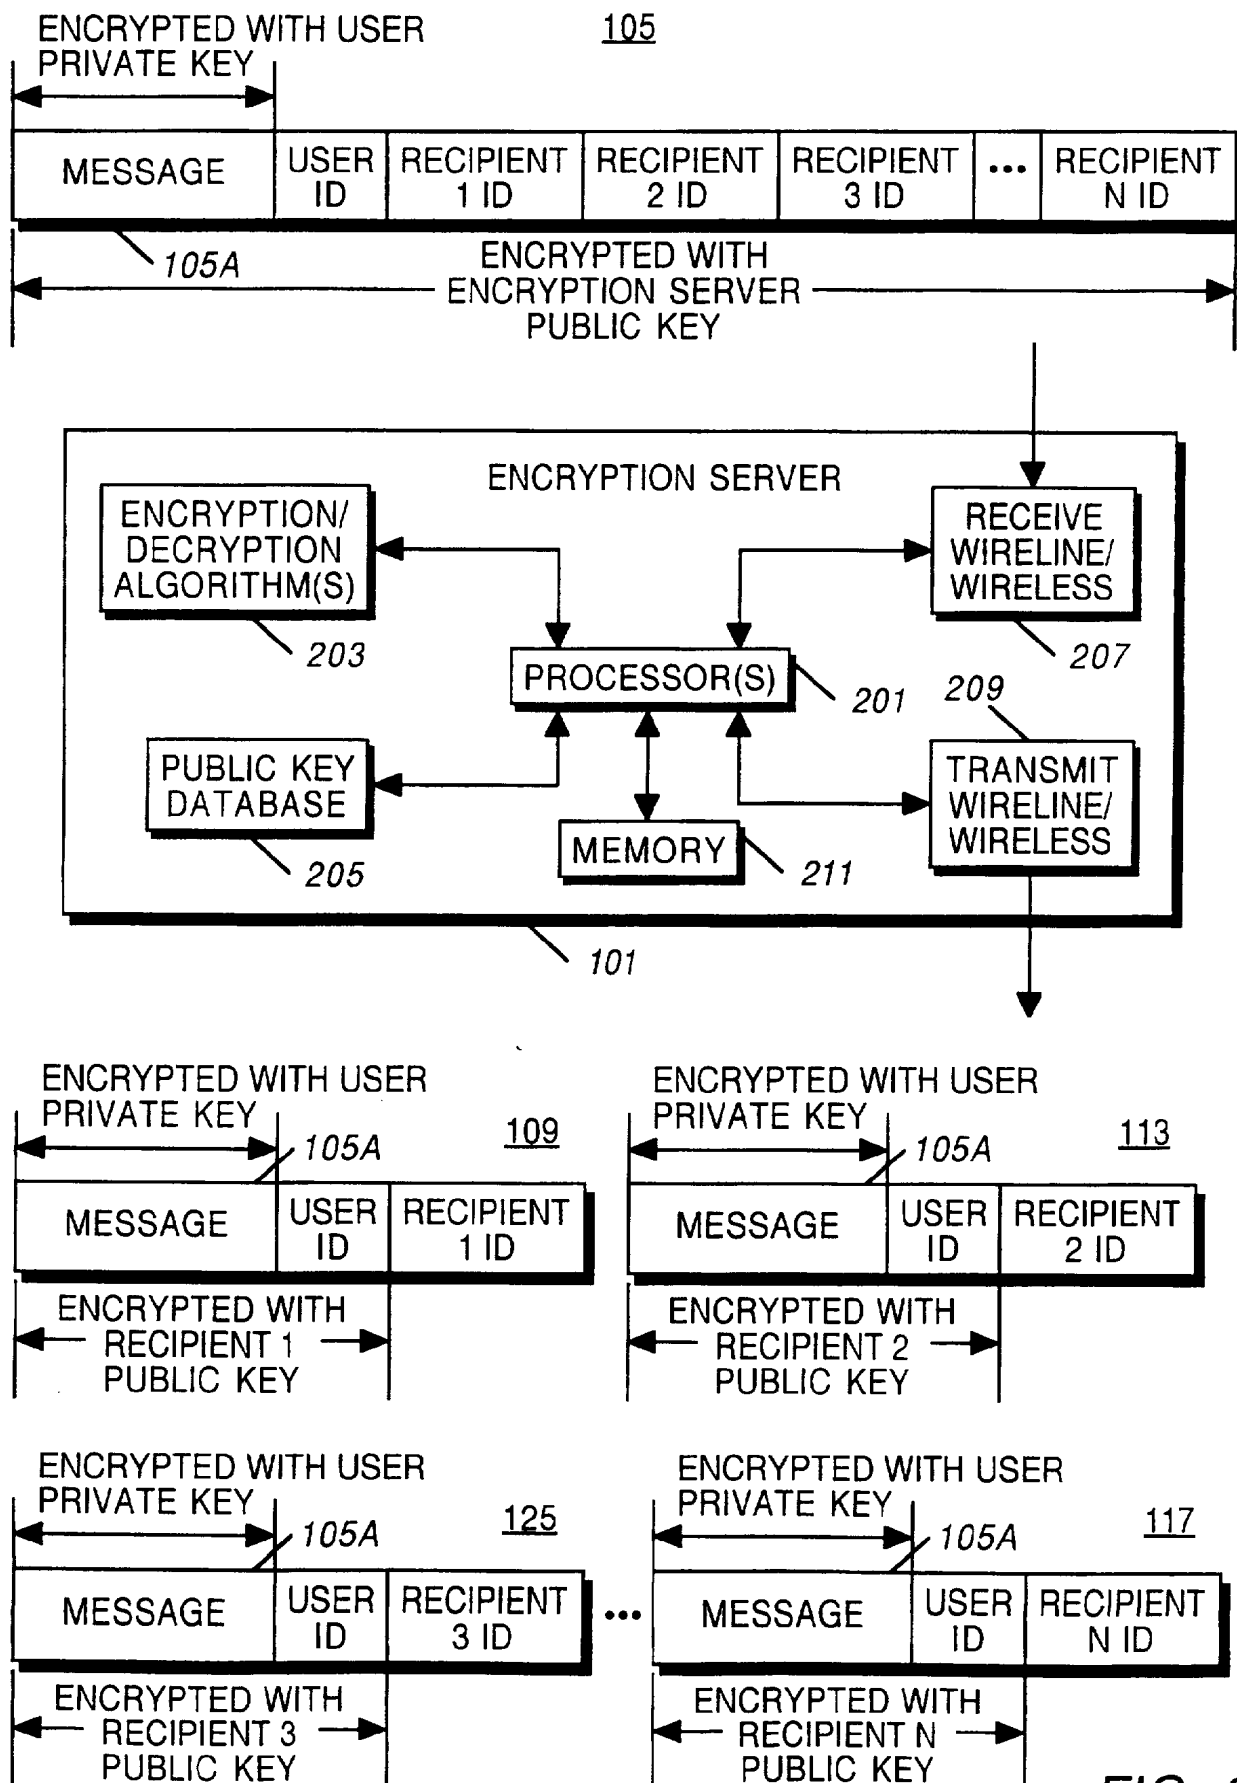 ENCRYPTED WITH USER
PRIVATE KEY
105
MESSAGE
USER
ID
RECIPIENT
1 ID
RECIPIENT
2 ID
RECIPIENT
3 ID
...
RECIPIENT
N ID
105A
ENCRYPTED WITH
ENCRYPTION SERVER
PUBLIC KEY
ENCRYPTION SERVER
ENCRYPTION/
DECRYPTION
ALGORITHM(S)
203
RECEIVE
WIRELINE/
WIRELESS
207
PROCESSOR(S)
201
209
PUBLIC KEY
DATABASE
205
MEMORY
211
TRANSMIT
WIRELINE/
WIRELESS
101
ENCRYPTED WITH USER
PRIVATE KEY
105A
109
MESSAGE
USER
ID
RECIPIENT
1 ID
ENCRYPTED WITH
RECIPIENT 1
PUBLIC KEY
ENCRYPTED WITH USER
PRIVATE KEY
105A
113
MESSAGE
USER
ID
RECIPIENT
2 ID
ENCRYPTED WITH
RECIPIENT 2
PUBLIC KEY
ENCRYPTED WITH USER
PRIVATE KEY
105A
125
MESSAGE
USER
ID
RECIPIENT
3 ID
ENCRYPTED WITH
RECIPIENT 3
PUBLIC KEY
...
ENCRYPTED WITH USER
PRIVATE KEY
105A
117
MESSAGE
USER
ID
RECIPIENT
N ID
ENCRYPTED WITH
RECIPIENT N
PUBLIC KEY